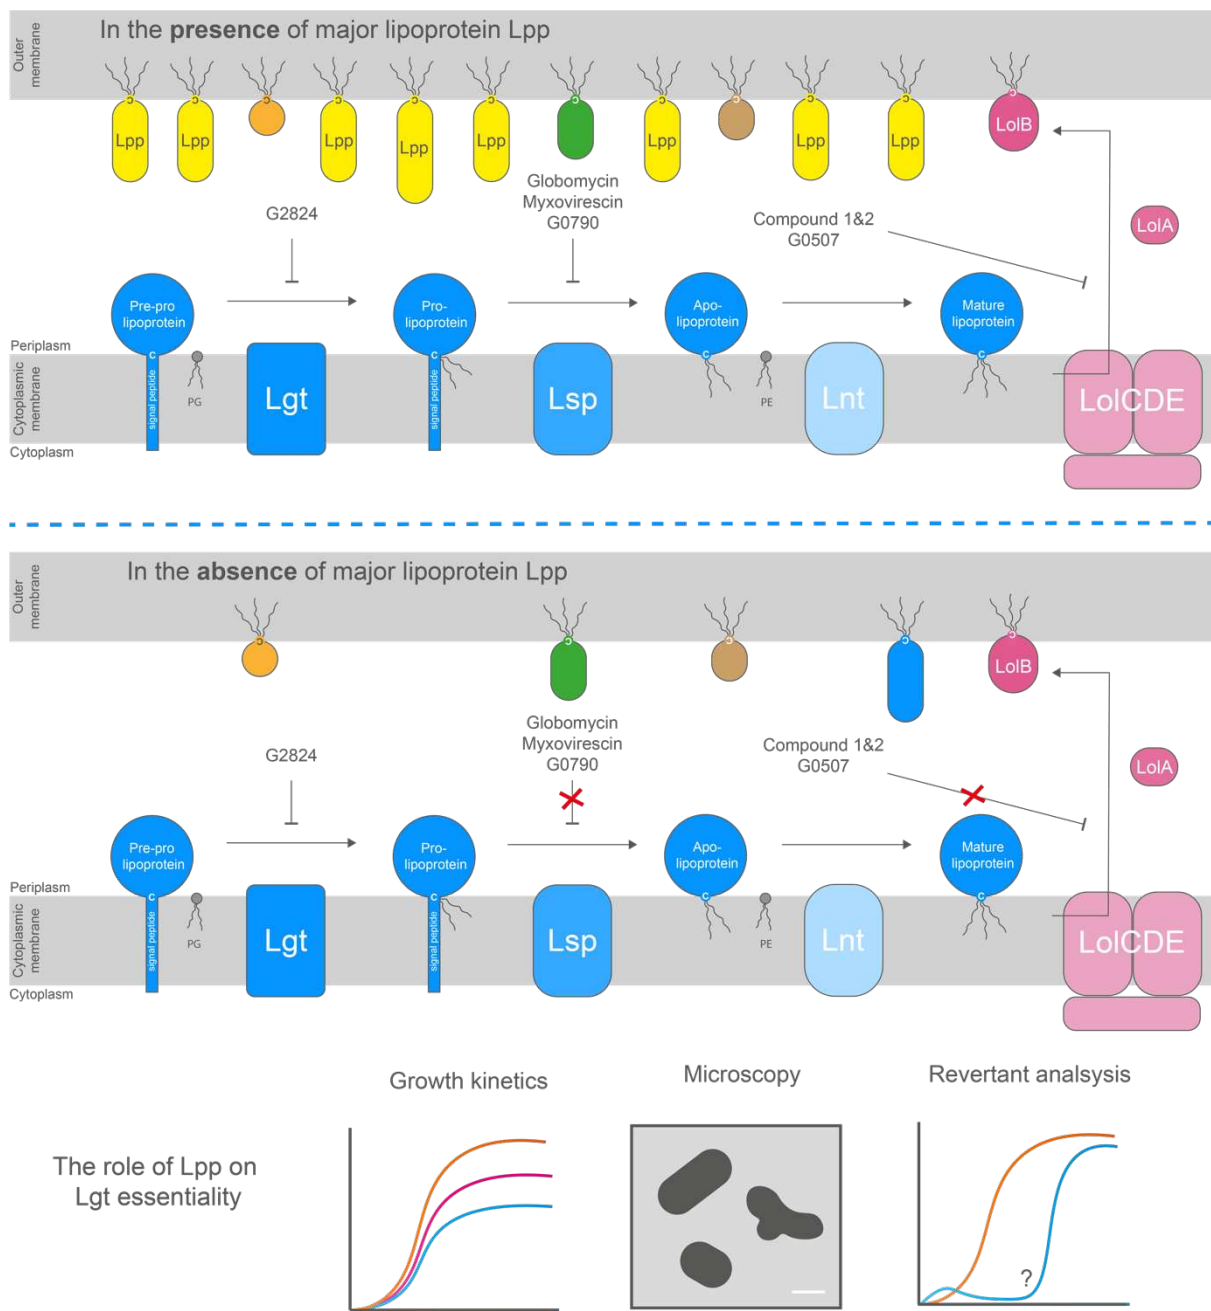 In the presence of major lipoprotein Lpp
Outer
membrane
C
C
C
C
C
C
C
C
C
C
C
C
Lpp
Lpp
Lpp
Lpp
Lpp
Lpp
Lpp
Lpp
LolB
G2824
Globomycin
Myxovirescin
G0790
Compound 1&2
G0507
LolA
Pre-pro
lipoprotein
Pro-
lipoprotein
Apo-
lipoprotein
Mature
lipoprotein
Periplasm
C
C
C
C
Cytoplasmic
membrane
signal peptide
PG
Lgt
signal peptide
Lsp
PE
Lnt
LolCDE
Cytoplasm
In the absence of major lipoprotein Lpp
Outer
membrane
C
C
C
C
C
LolB
G2824
Globomycin
Myxovirescin
G0790
Compound 1&2
G0507
LolA
Pre-pro
lipoprotein
Pro-
lipoprotein
Apo-
lipoprotein
Mature
lipoprotein
Periplasm
C
C
C
C
Cytoplasmic
membrane
signal peptide
PG
Lgt
signal peptide
Lsp
PE
Lnt
LolCDE
Cytoplasm
The role of Lpp on
Lgt essentiality
Growth kinetics
Microscopy
Revertant analsysis
?